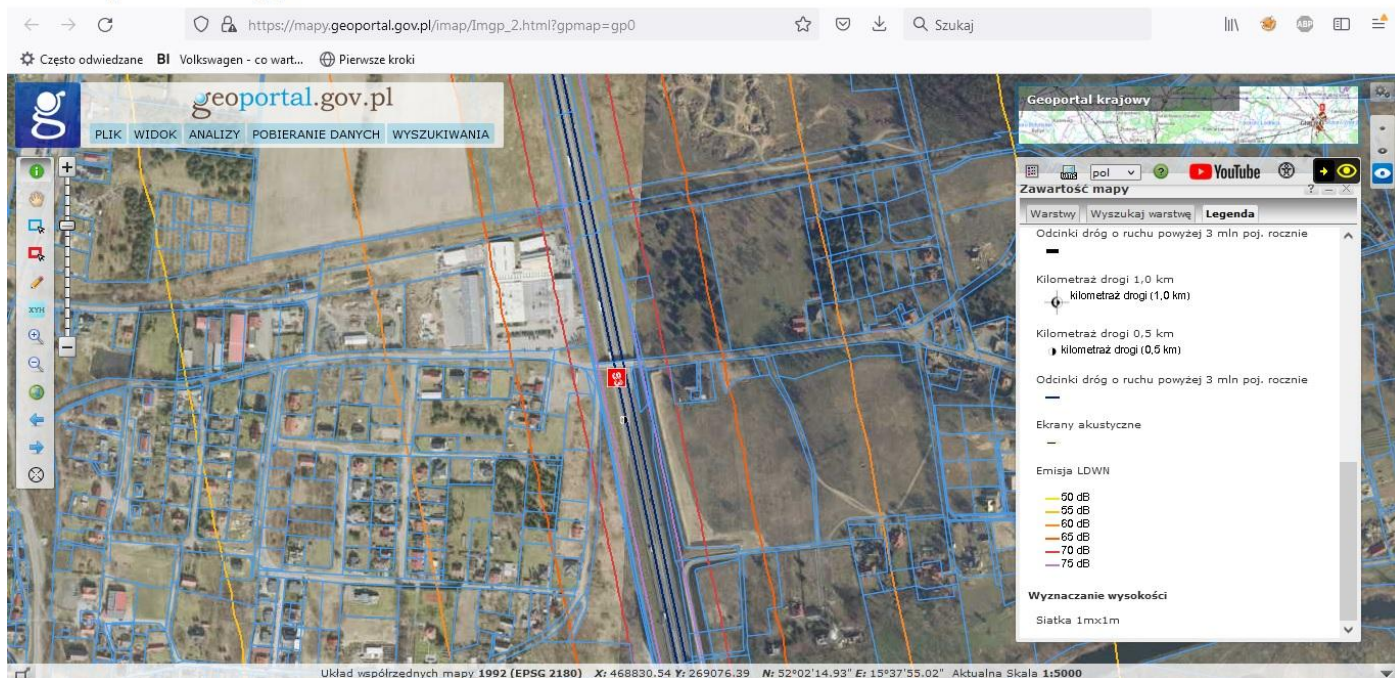 https://mapy.geoportal.gov.pl/imap/Imgp_2.html?gpmap=gp0
Szukaj
ABP
Często odwiedzane
BI Volkswagen - co wart...
Pierwsze kroki
geoportal.gov.pl
PLIK WIDOK ANALIZY POBIERANIE DANYCH WYSZUKIWANIA
Geoportal krajowy
WMS
pol
?
YouTube
Zawartość mapy
? – X
Warstwy Wyszukaj warstwę Legenda
Odcinki dróg o ruchu powyżej 3 mln poj. rocznie
Kilometraż drogi 1,0 km
kilometraż drogi (1,0 km)
Kilometraż drogi 0,5 km
kilometraż drogi (0,5 km)
Odcinki dróg o ruchu powyżej 3 mln poj. rocznie
Ekrany akustyczne
Emisja LDWN
50 dB
55 dB
60 dB
65 dB
70 dB
75 dB
Wyznaczanie wysokości
Siatka 1mx1m
XYH
S3
Układ współrzędnych mapy 1992 (EPSG 2180) X: 468830.54 Y: 269076.39 N: 52°02'14.93" E: 15°37'55.02" Aktualna Skala 1:5000